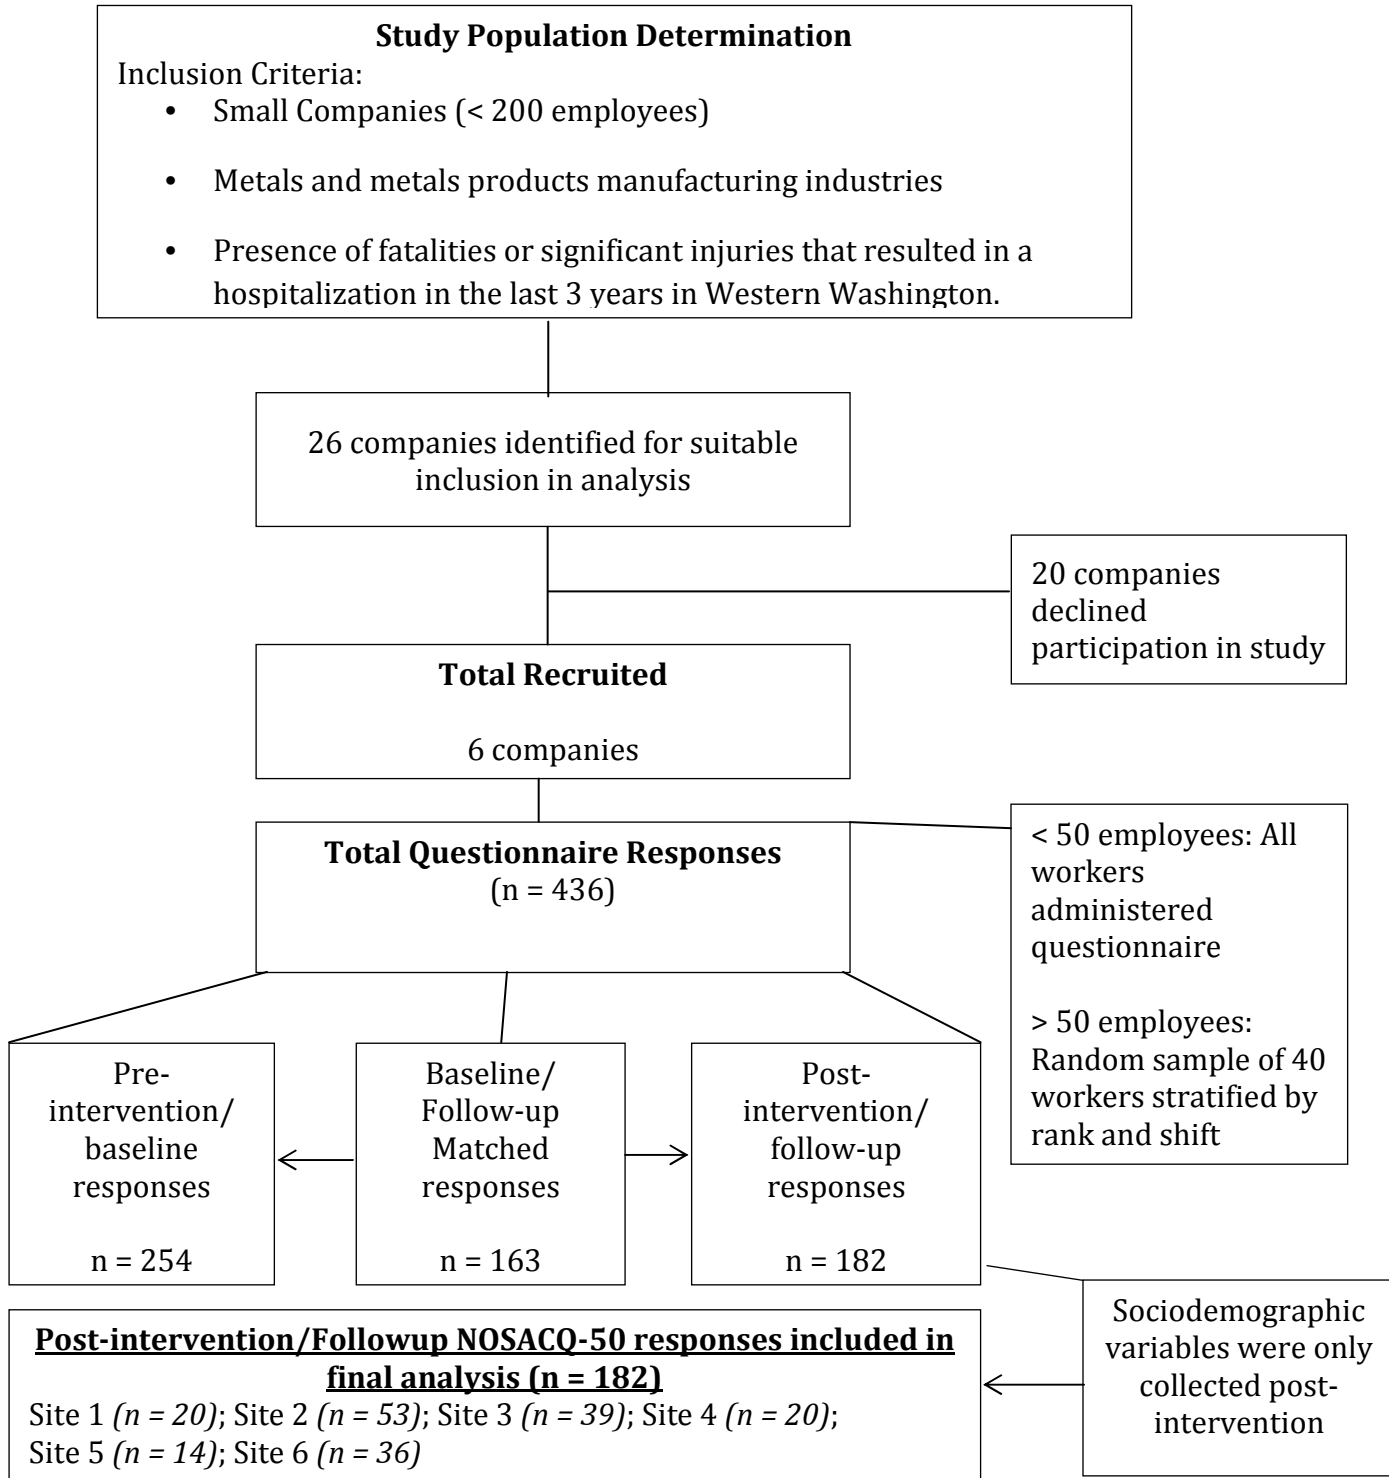 Study Population Determination
Inclusion Criteria:
• Small Companies (< 200 employees)
• Metals and metals products manufacturing industries
• Presence of fatalities or significant injuries that resulted in a
hospitalization in the last 3 years in Western Washington.
26 companies identified for suitable
inclusion in analysis
20 companies
declined
participation in study
Total Recruited
6 companies
Total Questionnaire Responses
(n = 436)
< 50 employees: All
workers
administered
questionnaire
> 50 employees:
Random sample of 40
workers stratified by
rank and shift
Pre-
intervention/
baseline
responses
n = 254
Baseline/
Follow-up
Matched
responses
n = 163
Post-
intervention/
follow-up
responses
n = 182
Sociodemographic
variables were only
collected post-
intervention
Post-intervention/Followup NOSACQ-50 responses included in
final analysis (n = 182)
Site 1 (n = 20); Site 2 (n = 53); Site 3 (n = 39); Site 4 (n = 20);
Site 5 (n = 14); Site 6 (n = 36)